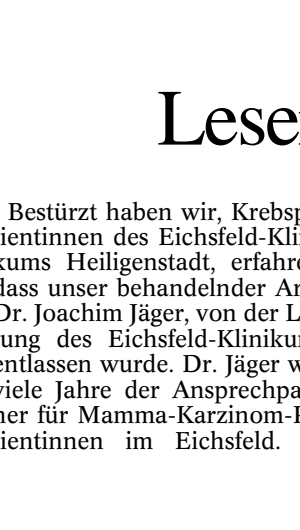 Leser
Bestürzt haben wir, Krebsp
ientinnen des Eichsfeld-Kli
kums Heiligenstadt, erfahre
dass unser behandelnder Ar
Dr. Joachim Jäger, von der L
ung des Eichsfeld-Kliniku
entlassen wurde. Dr. Jäger w
viele Jahre der Ansprechpa
ner für Mamma-Karzinom-P
ientinnen im Eichsfeld.